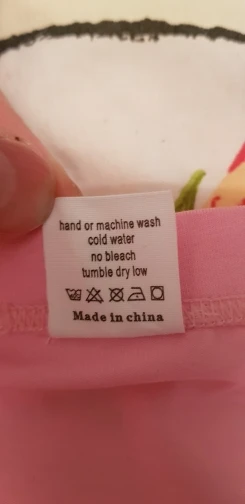 hand or machine wash
cold water
no bleach
tumble dry low
Made in china